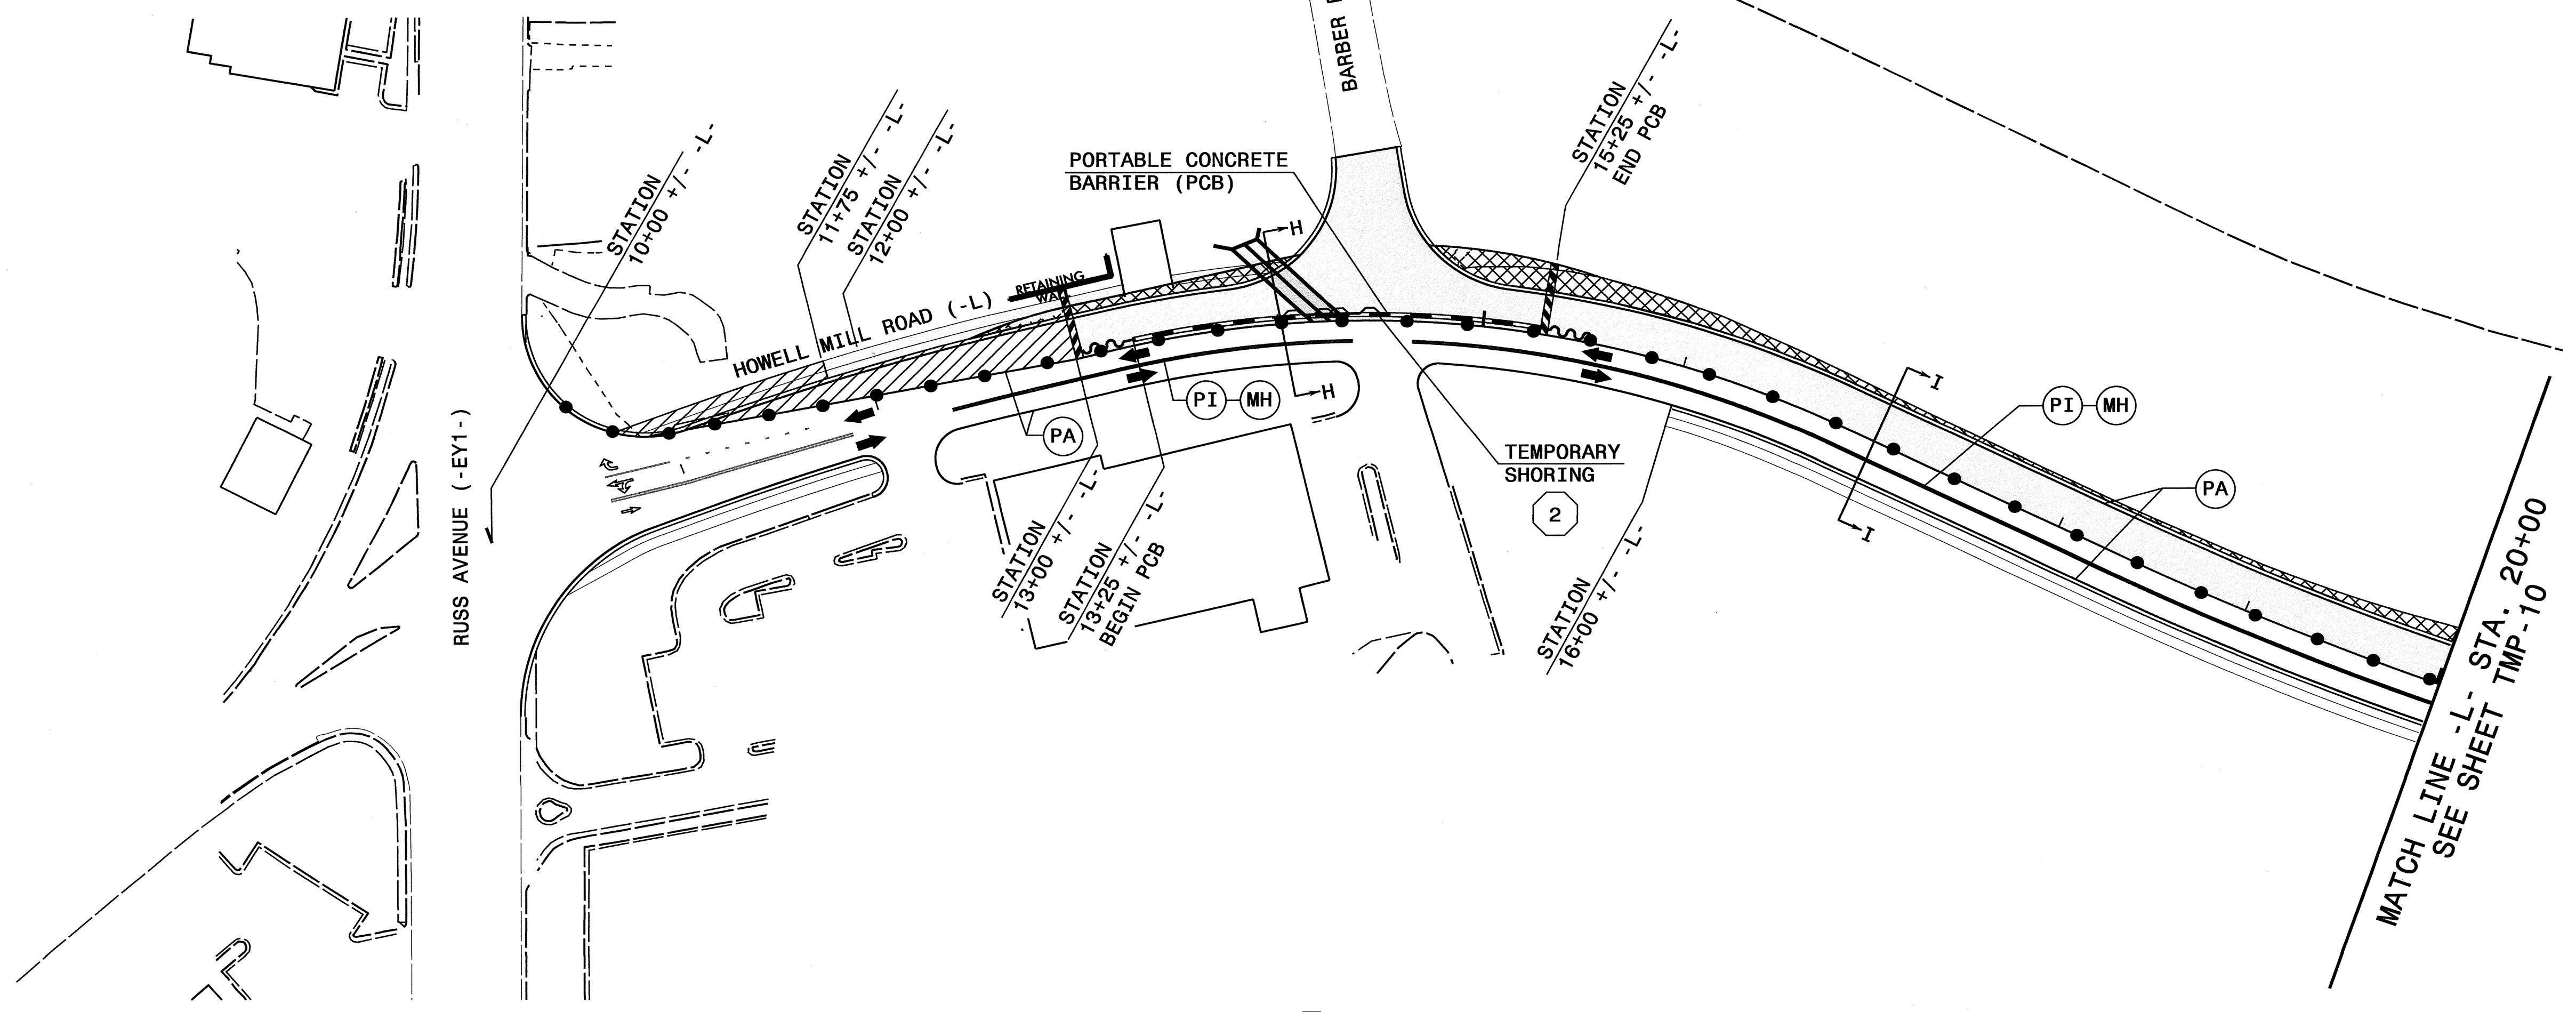 BARBER
STATION
10+00 +/- -L-
STATION
11+75 +/- -L-
STATION
12+00 +/- -L-
PORTABLE CONCRETE
BARRIER (PCB)
STATION
15+25 +/- -L-
END PCB
H
RETAINING
WALL
HOWELL MILL ROAD (-L)
H
PI
MH
PA
I
PI
MH
PA
I
TEMPORARY
SHORING
2
RUSS AVENUE (-EY1-)
STATION
13+00 +/- -L-
STATION
13+25 +/- -L-
BEGIN PCB
STATION
16+00 +/- -L-
MATCH LINE -L- STA. 20+00
SEE SHEET TMP-10